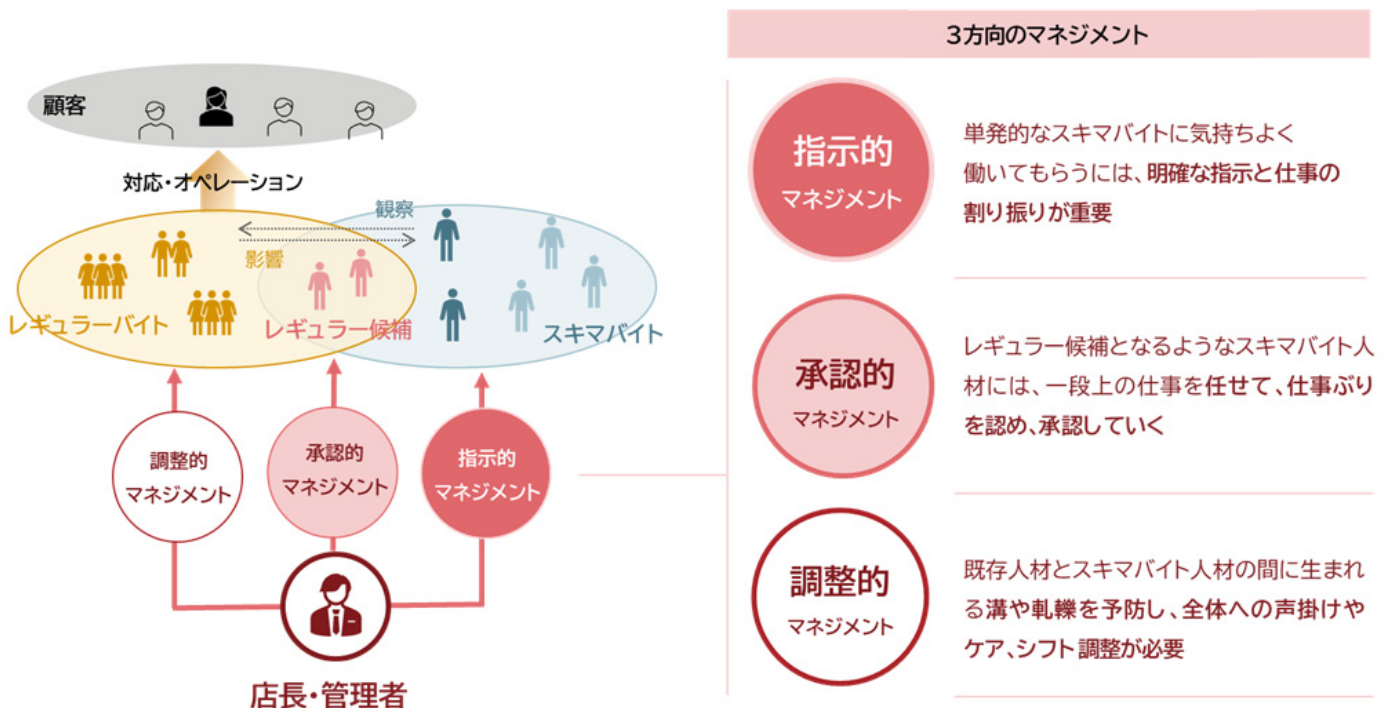 顧客
対応・オペレーション
観察
影響
レギュラーバイト
レギュラー候補
スキマバイト
調整的
マネジメント
承認的
マネジメント
指示的
マネジメント
店長・管理者
3方向のマネジメント
指示的
マネジメント
単発的なスキマバイトに気持ちよく
働いてもらうには、明確な指示と仕事の
割り振りが重要
承認的
マネジメント
レギュラー候補となるようなスキマバイト人
材には、一段上の仕事を任せて、仕事ぶり
を認め、承認していく
調整的
マネジメント
既存人材とスキマバイト人材の間に生まれ
る溝や軋轢を予防し、全体への声掛けや
ケア、シフト調整が必要